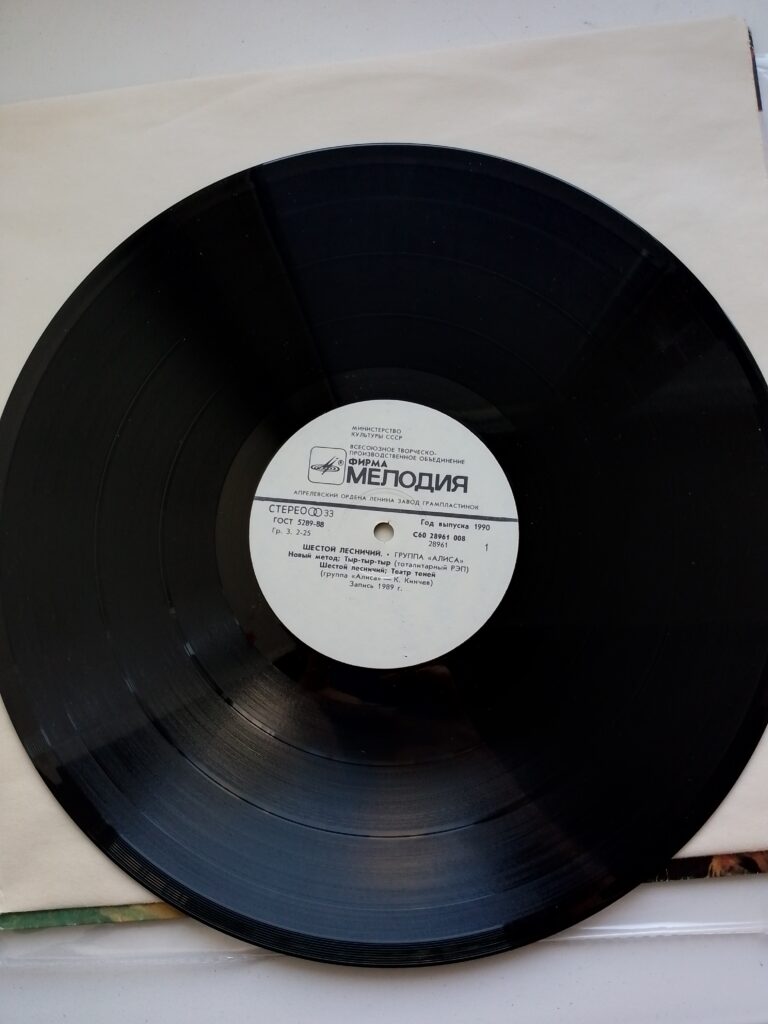 МИНИСТЕРСТВО
КУЛЬТУРЫ СССР
ВСЕСОЮЗНОЕ ТВОРЧЕСКО-
ПРОИЗВОДСТВЕННОЕ ОБЪЕДИНЕНИЕ
ФИРМА
МЕЛОДИЯ
АПРЕЛЕВСКИЙ ОРДЕНА ЛЕНИНА ЗАВОД ГРАМПЛАСТИНОК
СТЕРЕО 33
ГОСТ 5289-88
Гр. 3. 2-25
Год выпуска 1990
С60 28961 008
28961
1
ШЕСТОЙ ЛЕСНИЧИЙ. • ГРУППА «АЛИСА»
Новый метод; Тыр-тыр-тыр (тоталитарный РЭП)
Шестой лесничий; Театр теней
(группа «Алиса» — К. Кинчев)
Запись 1989 г.